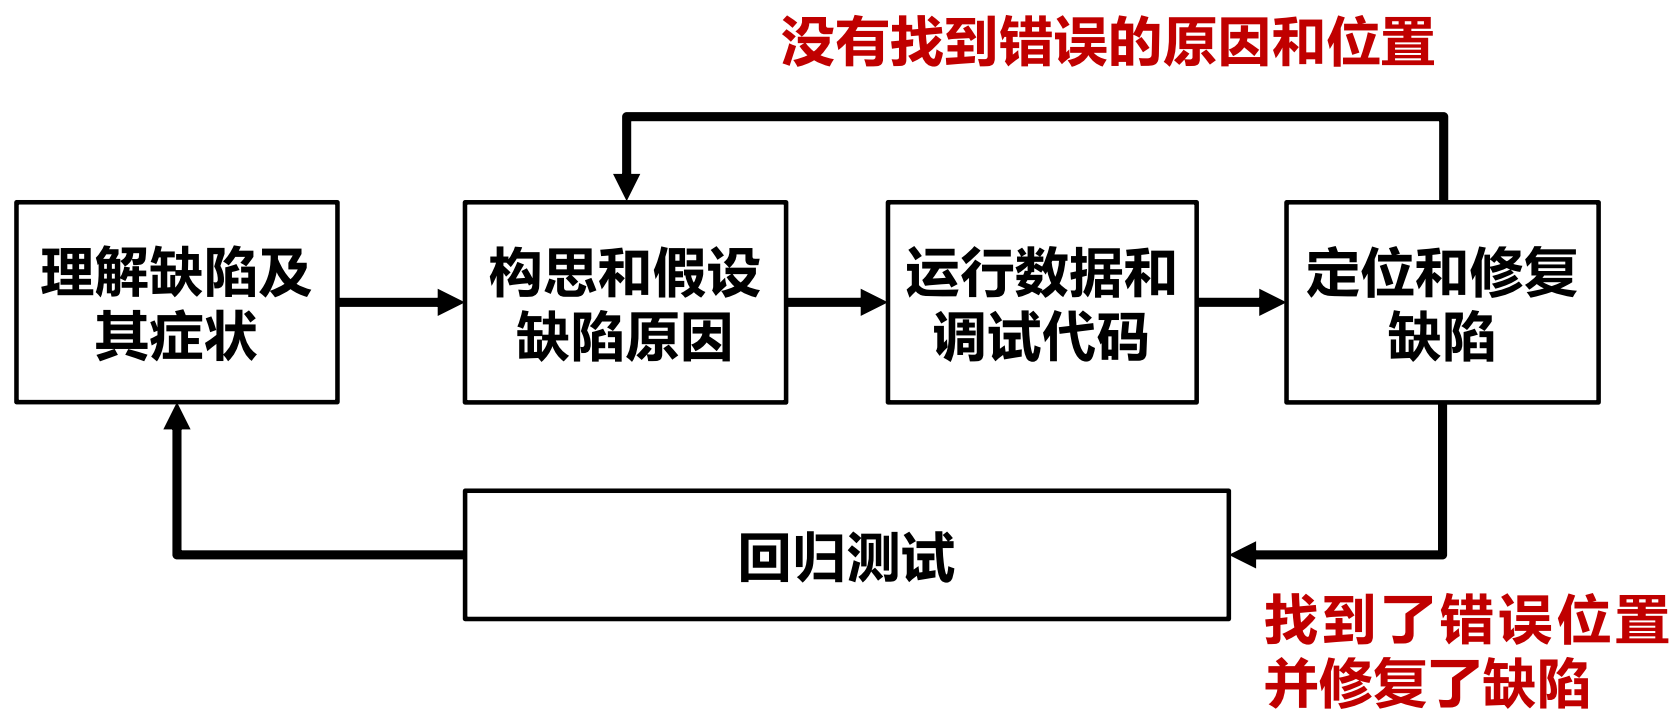 没有找到错误的原因和位置
理解缺陷及
其症状
构思和假设
缺陷原因
运行数据和
调试代码
定位和修复
缺陷
回归测试
找到了错误位置
并修复了缺陷